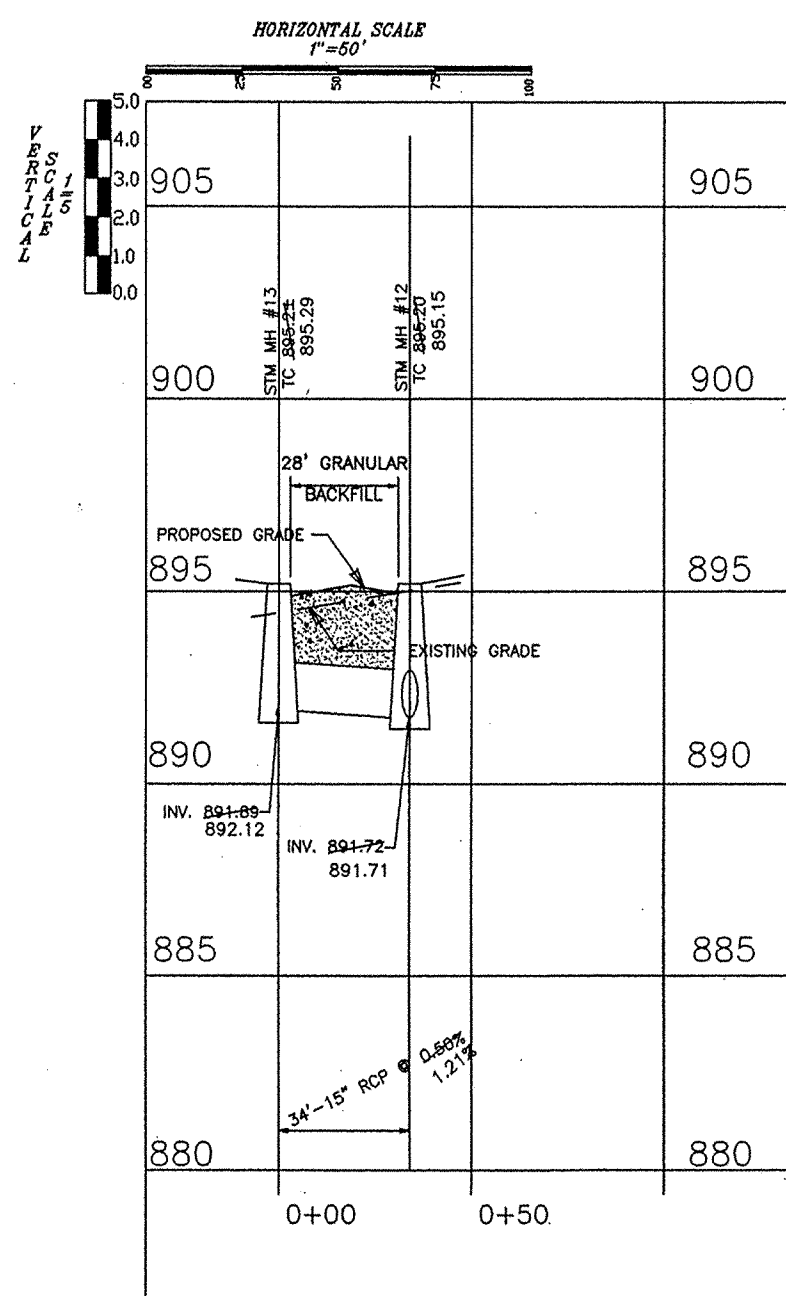 HORIZONTAL SCALE
1"=50'
00 25 50 75 100
VERTICAL
SCALE
1=5
5.0
4.0
3.0
2.0
1.0
0.0
905 905
STM MH #13
TC 895.21
895.29
STM MH #12
TC 895.20
895.15
900 900
28' GRANULAR
BACKFILL
PROPOSED GRADE
895 895
EXISTING GRADE
890 890
INV. 891.89
892.12
INV. 891.72
891.71
885 885
34'-15" RCP @ 0.50%
1.21%
880 880
0+00 0+50